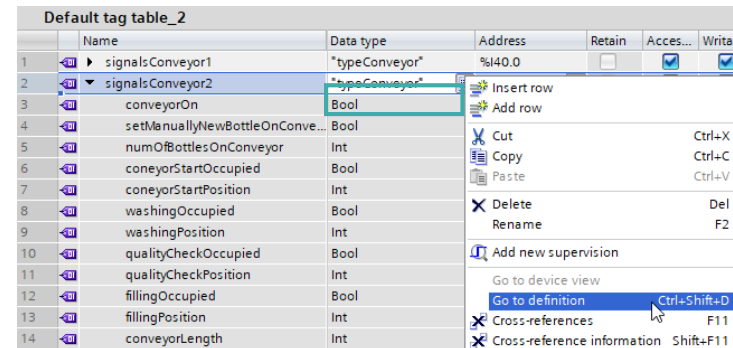 Default tag table_2
Name Data type Address Retain Acces... Writa
1 signalsConveyor1 "typeConveyor" %I40.0
2 signalsConveyor2 "typeConveyor"
3 conveyorOn Bool
4 setManuallyNewBottleOnConve... Bool
5 numOfBottlesOnConveyor Int
6 coneyorStartOccupied Bool
7 coneyorStartPosition Int
8 washingOccupied Bool
9 washingPosition Int
10 qualityCheckOccupied Bool
11 qualityCheckPosition Int
12 fillingOccupied Bool
13 fillingPosition Int
14 conveyorLength Int
Insert row
Add row
Cut Ctrl+X
Copy Ctrl+C
Paste Ctrl+V
Delete Del
Rename F2
Add new supervision
Go to device view
Go to definition Ctrl+Shift+D
Cross-references F11
Cross-reference information Shift+F11